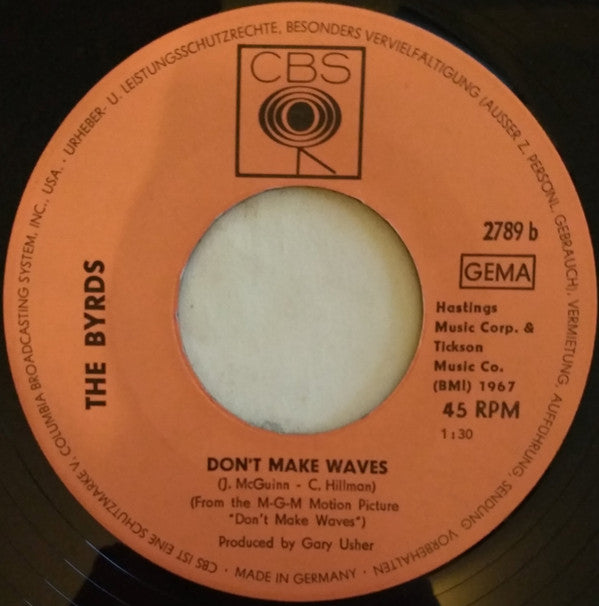 URHEBER- U. LEISTUNGSSCHUTZRECHTE, BESONDERS VERVIELFÄLTIGUNG (AUSSER Z. PERSÖNL. GEBRAUCH), VERMIETUNG, AUFFÜHRUNG, SENDUNG VORBEHALTEN
CBS
2789 b
GEMA
THE BYRDS
Hastings
Music Corp. &
Tickson
Music Co.
(BMI) 1967
45 RPM
1:30
DON'T MAKE WAVES
(J. McGuinn - C. Hillman)
(From the M-G-M Motion Picture
"Don't Make Waves")
Produced by Gary Usher
CBS IST EINE SCHUTZMARKE V. COLUMBIA BROADCASTING SYSTEM, INC., USA. ·
· MADE IN GERMANY ·